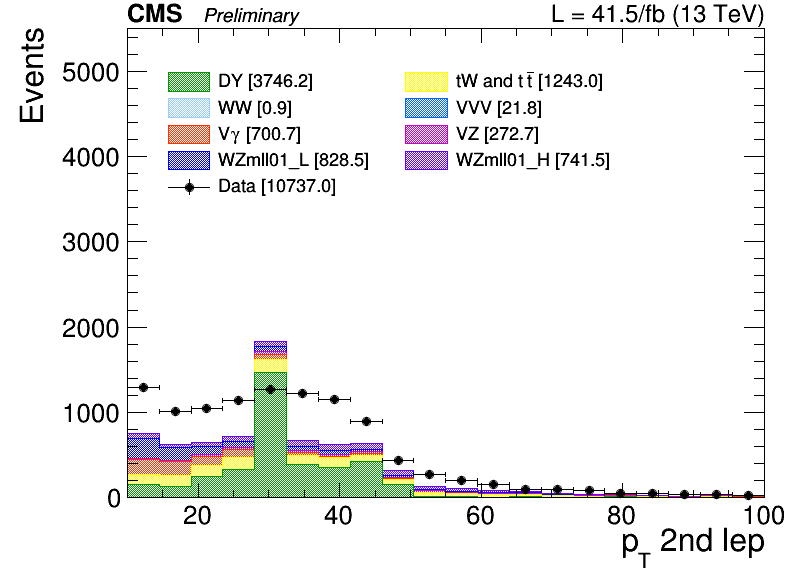 CMS Preliminary L = 41.5/fb (13 TeV)
Events
5000
4000
3000
2000
1000
0
DY [3746.2]
tW and tt̄ [1243.0]
WW [0.9]
VVV [21.8]
Vγ [700.7]
VZ [272.7]
WZmll01_L [828.5]
WZmll01_H [741.5]
Data [10737.0]
20 40 60 80 100
p_T 2nd lep